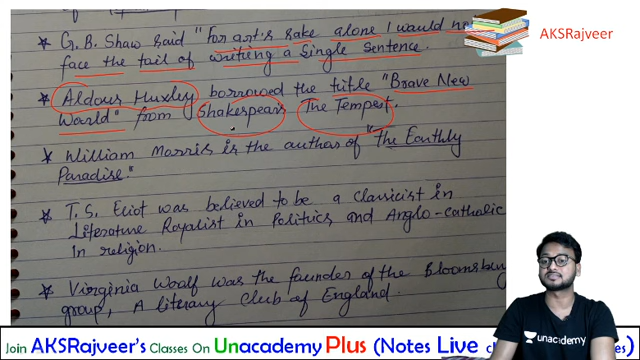 * G. B. Shaw said "For art's sake alone I would not
face the toil of writing a single sentence.
* Aldous Huxley borrowed the title "Brave New
World" from Shakespears The Tempest.
* William Morris is the author of "The Earthly
Paradise."
* T. S. Eliot was believed to be a classicist in
Literature Royalist in Politics and Anglo-catholic
in religion.
* Virginia Woolf was the founder of the Bloomsbury
group, A literary club of England.
AKSRajveer
unacademy
Join AKSRajveer's Classes On Unacademy Plus (Notes Live